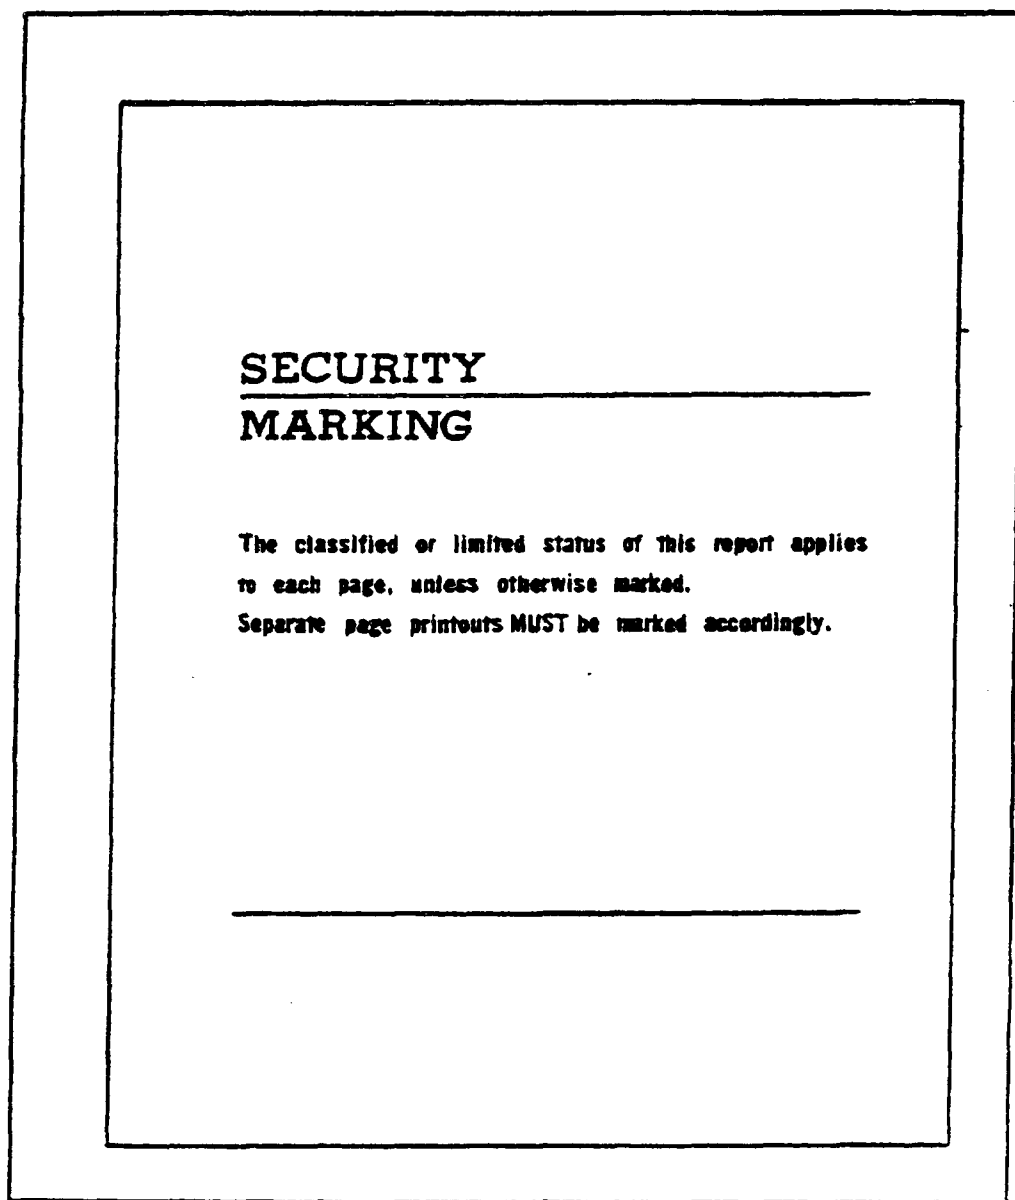 SECURITY
MARKING
The classified or limited status of this report applies
to each page, unless otherwise marked.
Separate page printouts MUST be marked accordingly.